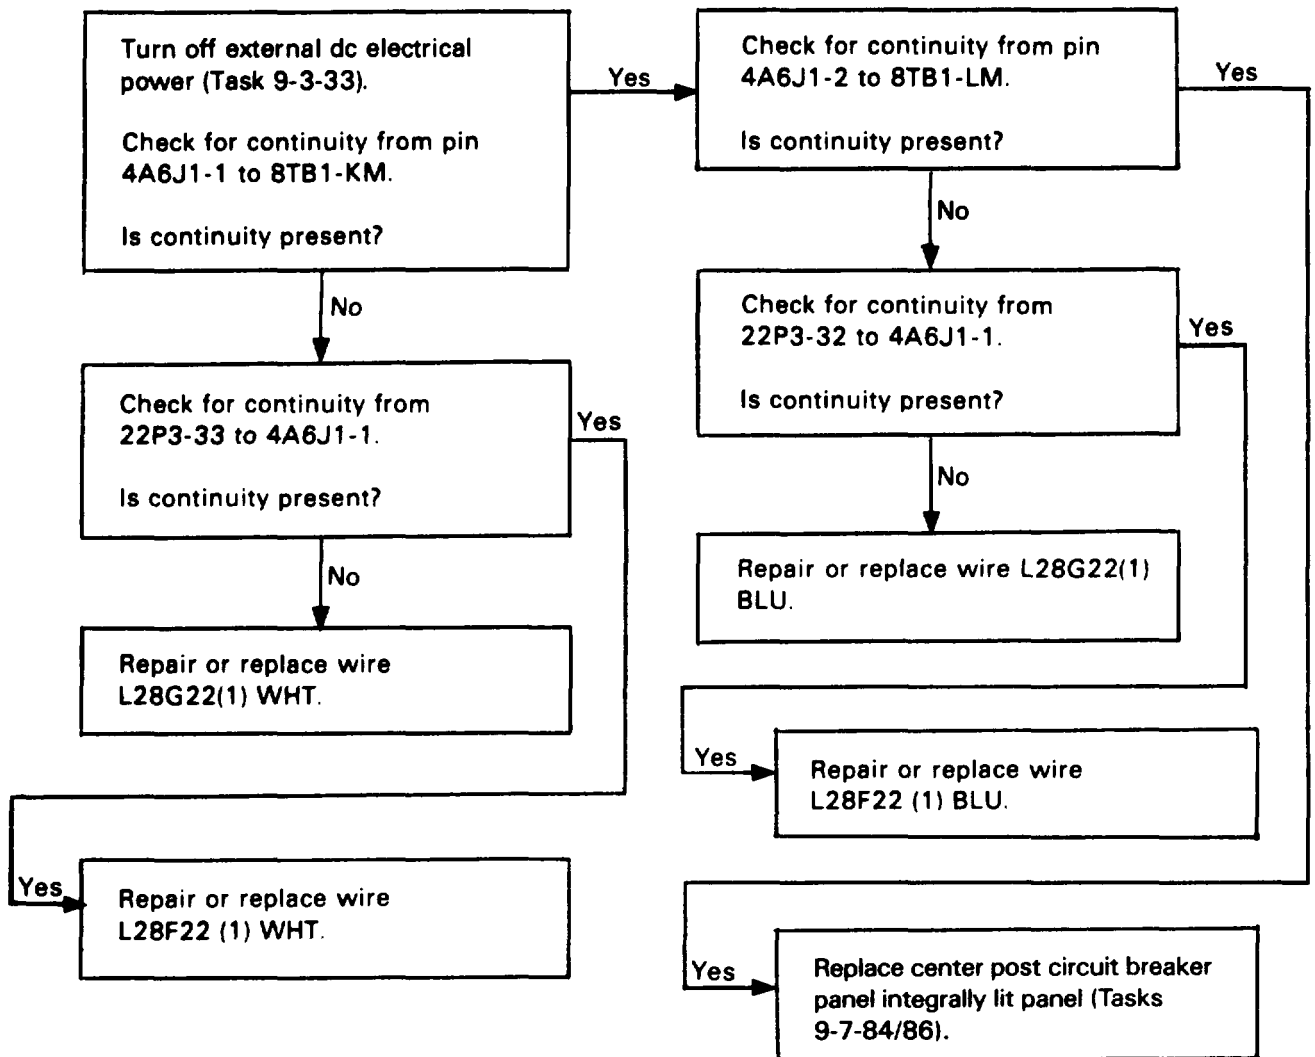 Turn off external dc electrical
power (Task 9-3-33).
Check for continuity from pin
4A6J1-1 to 8TB1-KM.
Is continuity present?
Yes
Check for continuity from pin
4A6J1-2 to 8TB1-LM.
Is continuity present?
Yes
No
No
Check for continuity from
22P3-33 to 4A6J1-1.
Is continuity present?
Yes
Check for continuity from
22P3-32 to 4A6J1-1.
Is continuity present?
Yes
No
No
Repair or replace wire
L28G22(1) WHT.
Repair or replace wire L28G22(1)
BLU.
Yes
Repair or replace wire
L28F22 (1) BLU.
Yes
Repair or replace wire
L28F22 (1) WHT.
Yes
Replace center post circuit breaker
panel integrally lit panel (Tasks
9-7-84/86).